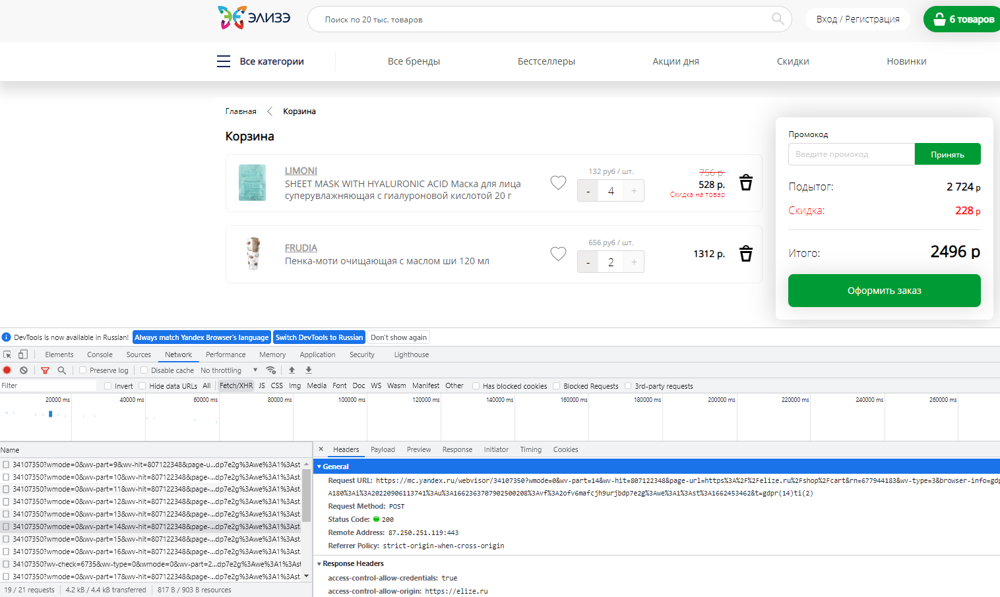 ЭЛИЗЭ
Поиск по 20 тыс. товаров
Вход / Регистрация
6 товаров
Все категории
Все бренды
Бестселлеры
Акции дня
Скидки
Новинки
Главная
Корзина
Корзина
LIMONI
SHEET MASK WITH HYALURONIC ACID Маска для лица
суперувлажняющая с гиалуроновой кислотой 20 г
132 руб / шт.
- 4 +
756 р.
528 р.
Скидка на товар
FRUDIA
Пенка-моти очищающая с маслом ши 120 мл
656 руб / шт.
- 2 +
1312 р.
Промокод
Введите промокод
Принять
Подытог: 2 724 р
Скидка: 228 р
Итого: 2496 р
Оформить заказ
DevTools is now available in Russian! Always match Yandex Browser's language Switch DevTools to Russian Don't show again
Elements Console Sources Network Performance Memory Application Security Lighthouse
Preserve log Disable cache No throttling
Filter Invert Hide data URLs All Fetch/XHR JS CSS Img Media Font Doc WS Wasm Manifest Other Has blocked cookies Blocked Requests 3rd-party requests
20000 ms 40000 ms 60000 ms 80000 ms 100000 ms 120000 ms 140000 ms 160000 ms 180000 ms 200000 ms 220000 ms 240000 ms 260000 ms
Name
34107350?wmode=0&wv-part=9&wv-hit=807122348&page-u...dp7e2g%3Awe%3A1%3Ast
34107350?wmode=0&wv-part=10&wv-hit=807122348&page-...dp7e2g%3Awe%3A1%3Ast.
34107350?wmode=0&wv-part=11&wv-hit=807122348&page-...dp7e2g%3Awe%3A1%3Ast.
34107350?wmode=0&wv-part=12&wv-hit=807122348&page-...dp7e2g%3Awe%3A1%3Ast.
34107350?wmode=0&wv-part=13&wv-hit=807122348&page-...dp7e2g%3Awe%3A1%3Ast.
34107350?wmode=0&wv-part=14&wv-hit=807122348&page-...dp7e2g%3Awe%3A1%3Ast.
34107350?wmode=0&wv-part=15&wv-hit=807122348&page-...dp7e2g%3Awe%3A1%3Ast.
34107350?wmode=0&wv-part=16&wv-hit=807122348&page-...dp7e2g%3Awe%3A1%3Ast.
34107350?wv-check=6735&wv-type=0&wmode=0&wv-part=2...dp7e2g%3Awe%3A1%3Ast
34107350?wmode=0&wv-part=17&wv-hit=807122348&page-...dp7e2g%3Awe%3A1%3Ast.
19 / 21 requests 4.2 kB / 4.4 kB transferred 817 B / 903 B resources
Headers Payload Preview Response Initiator Timing Cookies
General
Request URL: https://mc.yandex.ru/webvisor/34107350?wmode=0&wv-part=14&wv-hit=807122348&page-url=https%3A%2F%2Felize.ru%2Fshop%2Fcart&rn=677944183&wv-type=3&browser-info=gdp
A180%3Ai%3A20220906113741%3Au%3A1662363707902500208%3Avf%3A2ofv6mafcjh9urjbdp7e2g%3Awe%3A1%3Ast%3A1662453462&t=gdpr(14)ti(2)
Request Method: POST
Status Code: 200
Remote Address: 87.250.251.119:443
Referrer Policy: strict-origin-when-cross-origin
Response Headers
access-control-allow-credentials: true
access-control-allow-origin: https://elize.ru